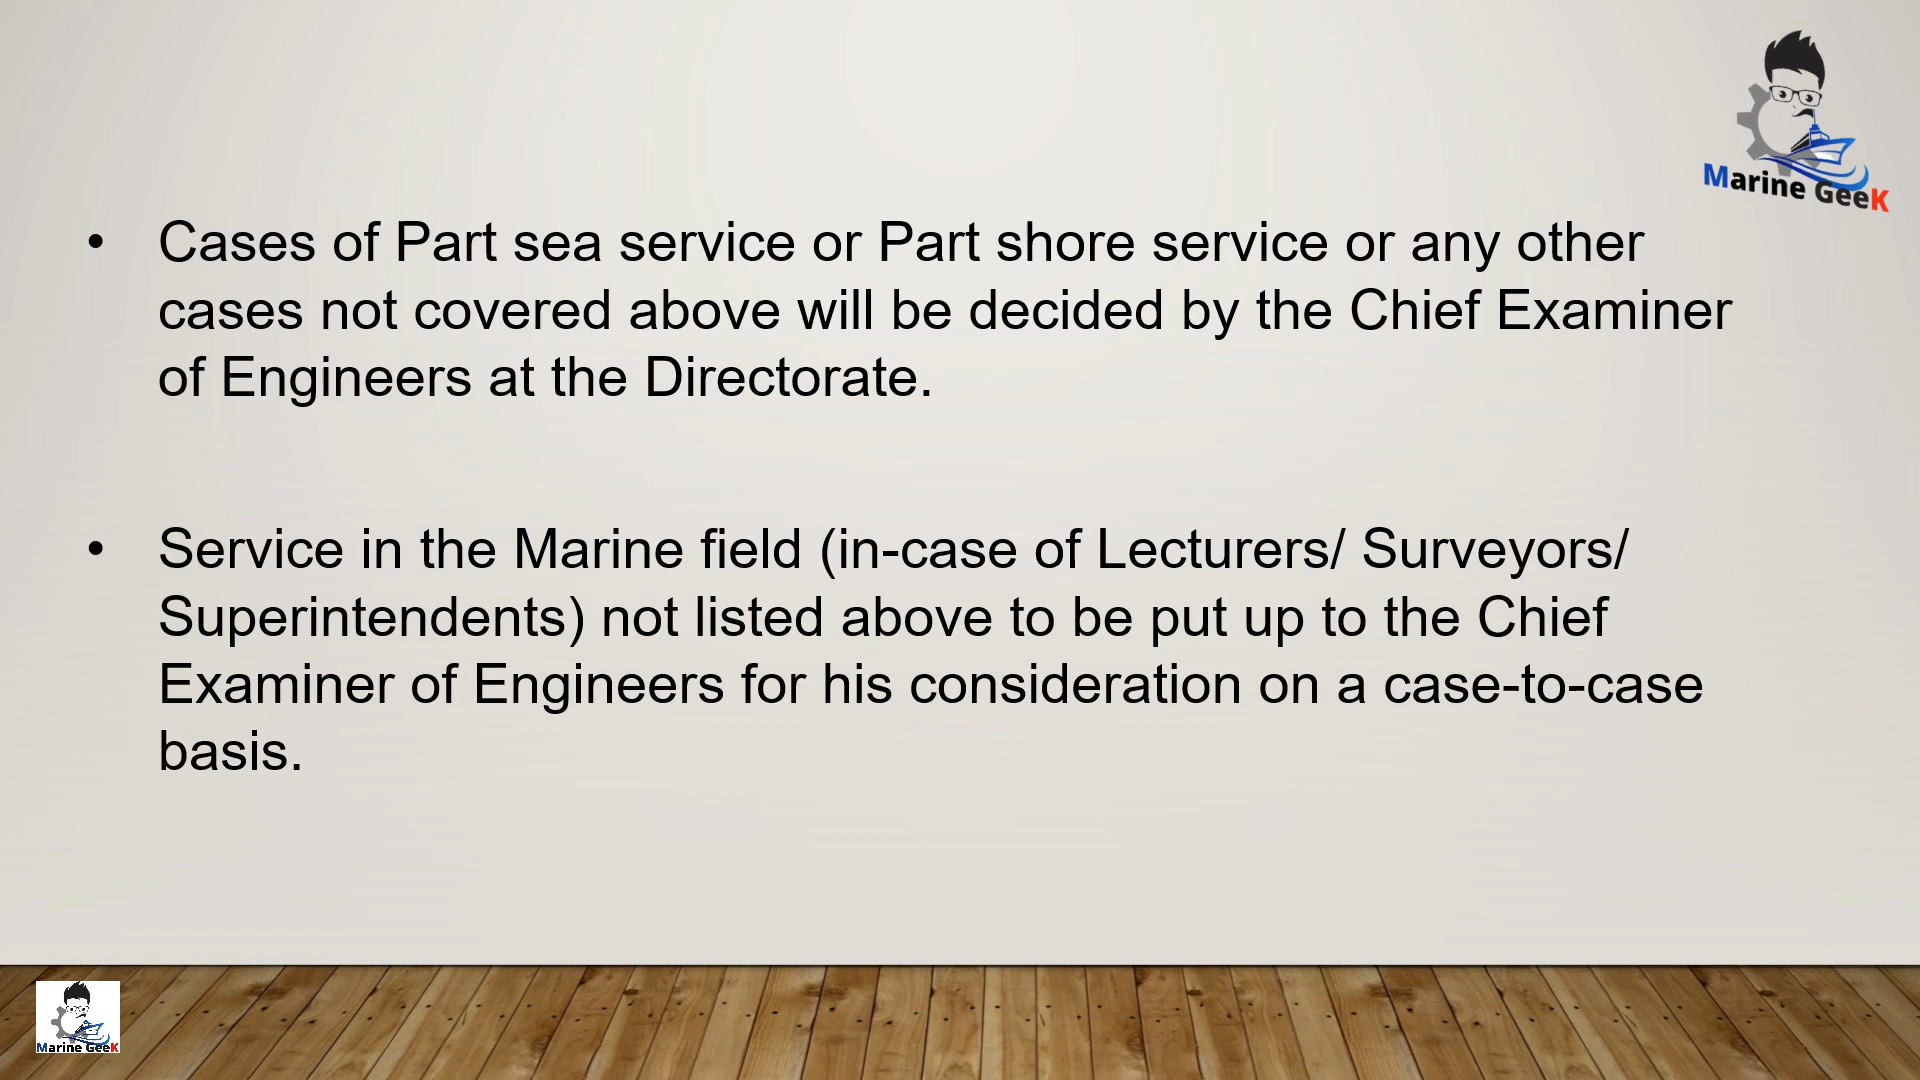 Marine GeeK
• Cases of Part sea service or Part shore service or any other
cases not covered above will be decided by the Chief Examiner
of Engineers at the Directorate.
• Service in the Marine field (in-case of Lecturers/ Surveyors/
Superintendents) not listed above to be put up to the Chief
Examiner of Engineers for his consideration on a case-to-case
basis.
Marine GeeK